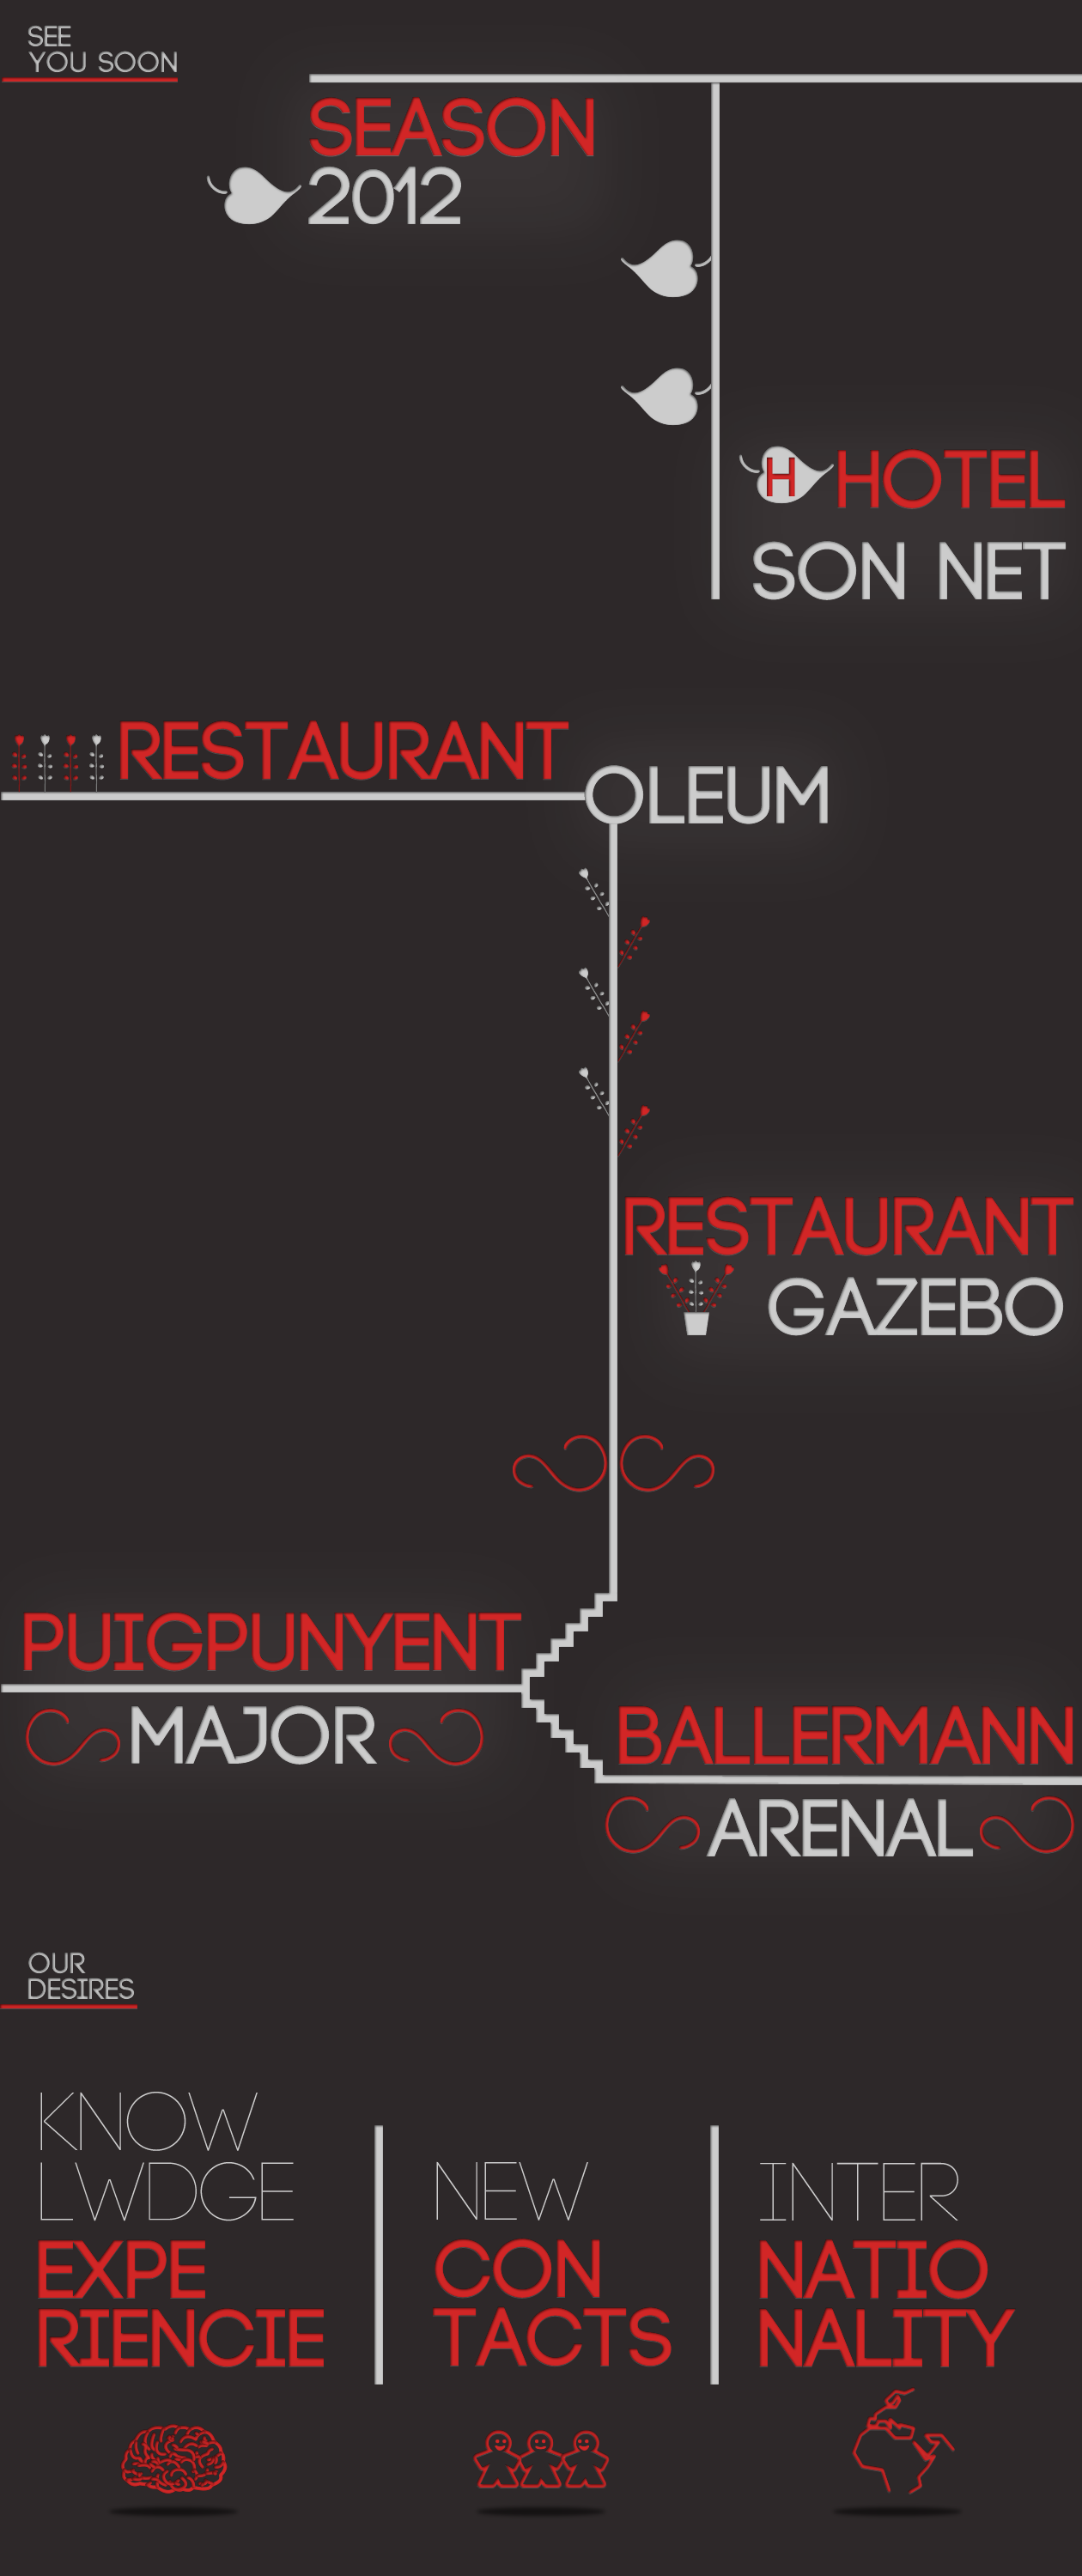 SEE
YOU SOON
SEASON
2012
H HOTEL
SON NET
RESTAURANT
OLEUM
RESTAURANT
GAZEBO
PUIGPUNYENT
MAJOR
BALLERMANN
ARENAL
OUR
DESIRES
KNOW
LWDGE
EXPE
RIENCIE
NEW
CON
TACTS
INTER
NATIO
NALITY